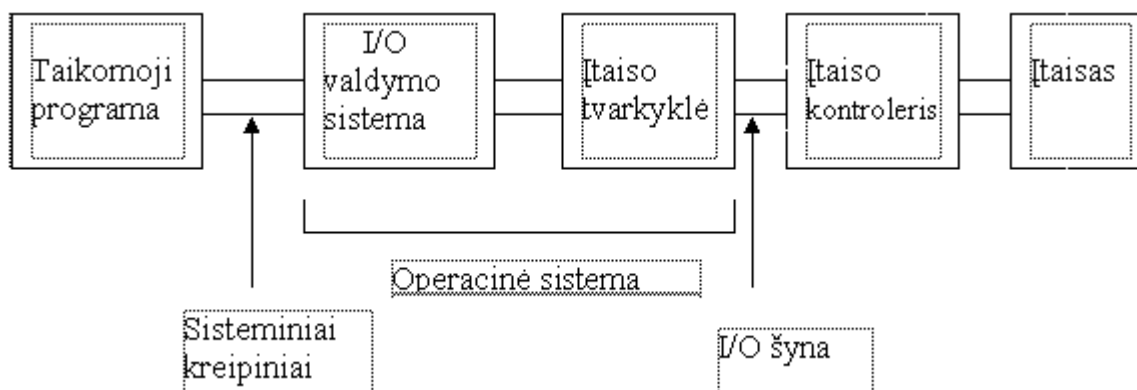 Taikomoji
programa
I/O
valdymo
sistema
Įtaiso
tvarkyklė
Įtaiso
kontroleris
Įtaisas
Operacinė sistema
Sisteminiai
kreipiniai
I/O šyna